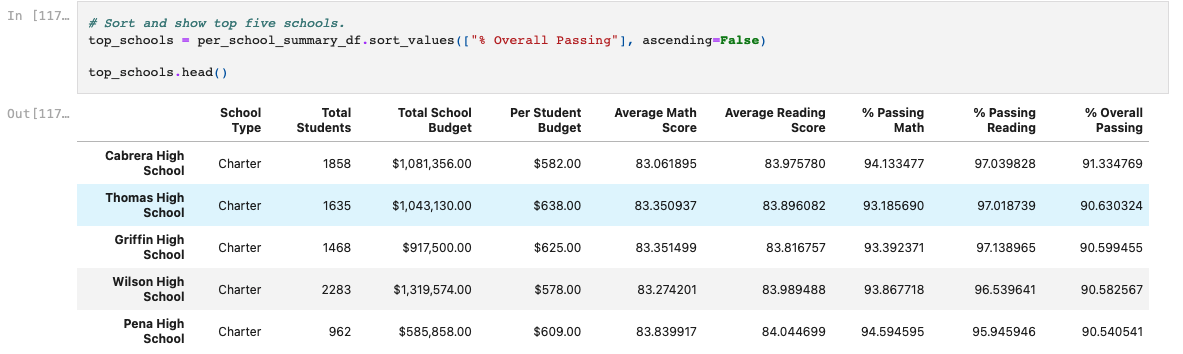 In [117…
# Sort and show top five schools.
top_schools = per_school_summary_df.sort_values(["% Overall Passing"], ascending=False)
top_schools.head()
Out[117…
School Type Total Students Total School Budget Per Student Budget Average Math Score Average Reading Score % Passing Math % Passing Reading % Overall Passing
Cabrera High School Charter 1858 $1,081,356.00 $582.00 83.061895 83.975780 94.133477 97.039828 91.334769
Thomas High School Charter 1635 $1,043,130.00 $638.00 83.350937 83.896082 93.185690 97.018739 90.630324
Griffin High School Charter 1468 $917,500.00 $625.00 83.351499 83.816757 93.392371 97.138965 90.599455
Wilson High School Charter 2283 $1,319,574.00 $578.00 83.274201 83.989488 93.867718 96.539641 90.582567
Pena High School Charter 962 $585,858.00 $609.00 83.839917 84.044699 94.594595 95.945946 90.540541